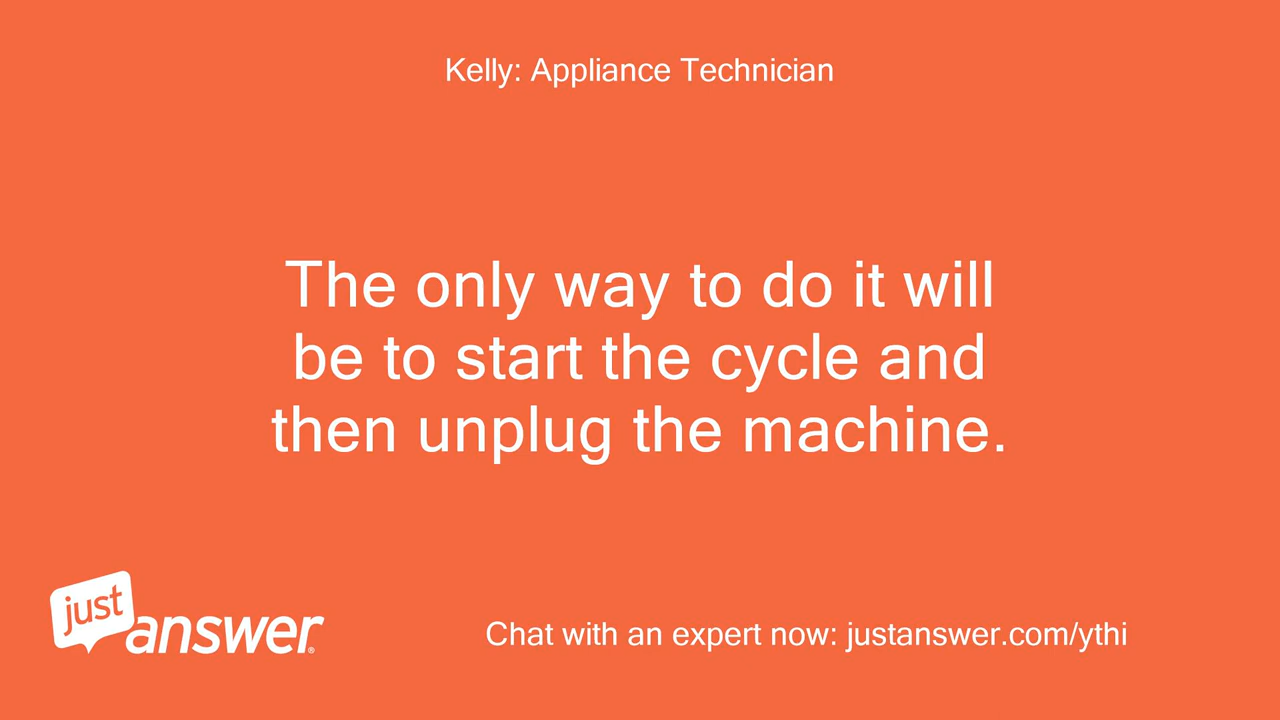 Kelly: Appliance Technician
The only way to do it will
be to start the cycle and
then unplug the machine.
just
answer®
Chat with an expert now: justanswer.com/ythi